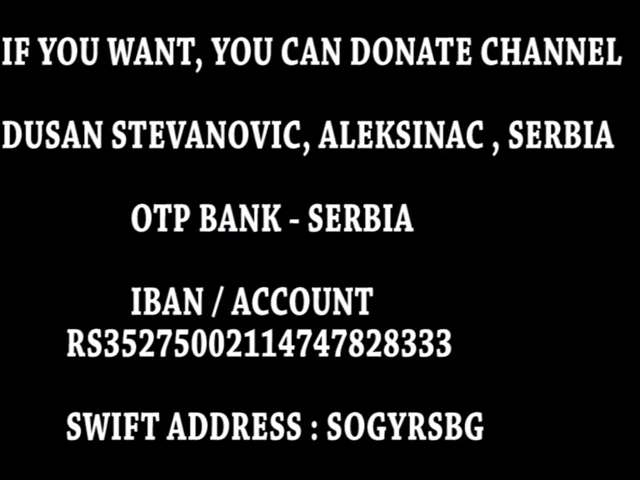 IF YOU WANT, YOU CAN DONATE CHANNEL
DUSAN STEVANOVIC, ALEKSINAC , SERBIA
OTP BANK - SERBIA
IBAN / ACCOUNT
RS35275002114747828333
SWIFT ADDRESS : SOGYRSBG